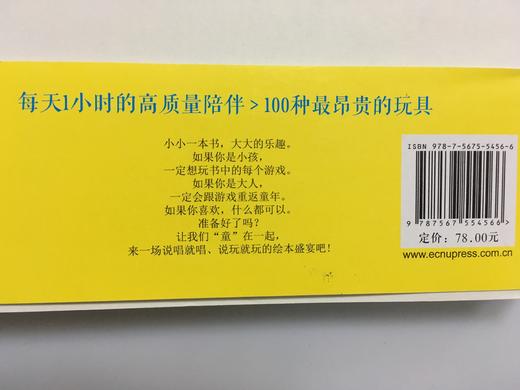 每天1小时的高质量陪伴＞100种最昂贵的玩具
小小一本书，大大的乐趣。
如果你是小孩，
一定想玩书中的每个游戏。
如果你是大人，
一定会跟游戏重返童年。
如果你喜欢，什么都可以。
准备好了吗？
让我们“童”在一起，
来一场说唱就唱、说玩就玩的绘本盛宴吧!
ISBN 978-7-5675-5456-6
9 787567 554566 >
定价：78.00元
www.ecnupress.com.cn